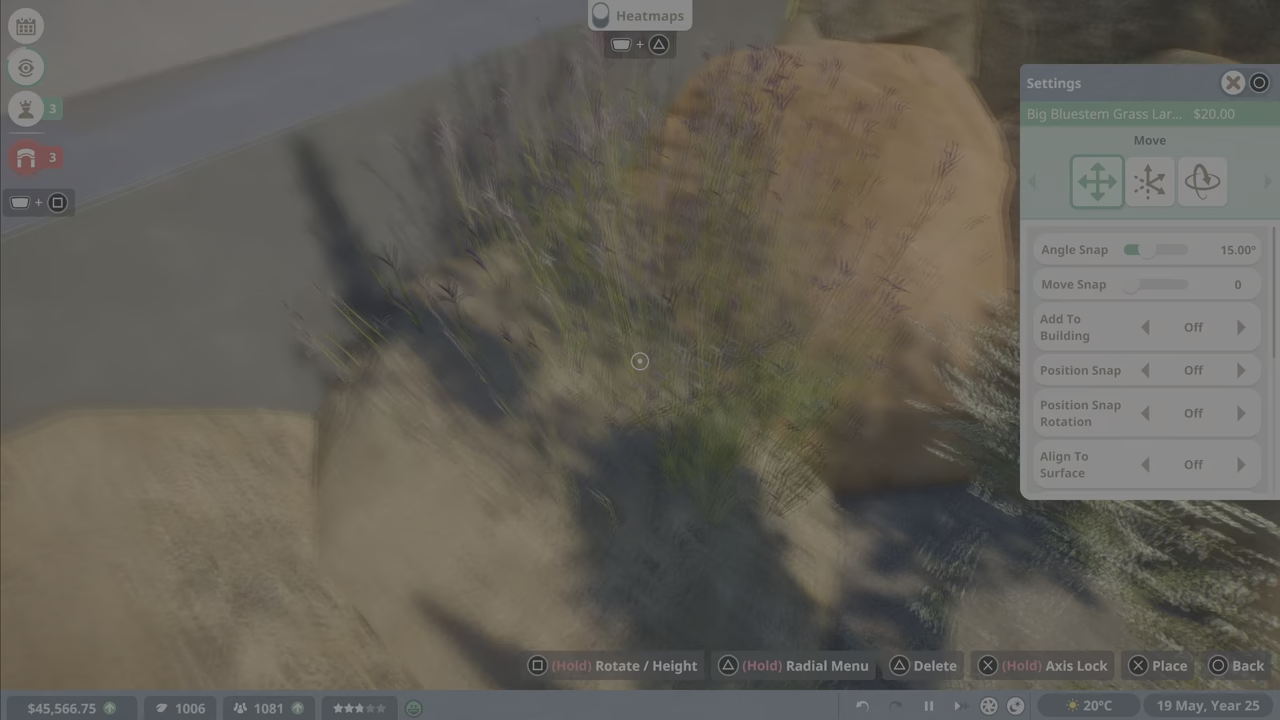 Heatmaps
+
3
3
+
Settings
Big Bluestem Grass Lar... $20.00
Move
Angle Snap 15.00°
Move Snap 0
Add To
Building
Off
Position Snap Off
Position Snap
Rotation
Off
Align To
Surface
Off
(Hold) Rotate / Height (Hold) Radial Menu Delete (Hold) Axis Lock Place Back
$45,566.75 1006 1081 20°C 19 May, Year 25